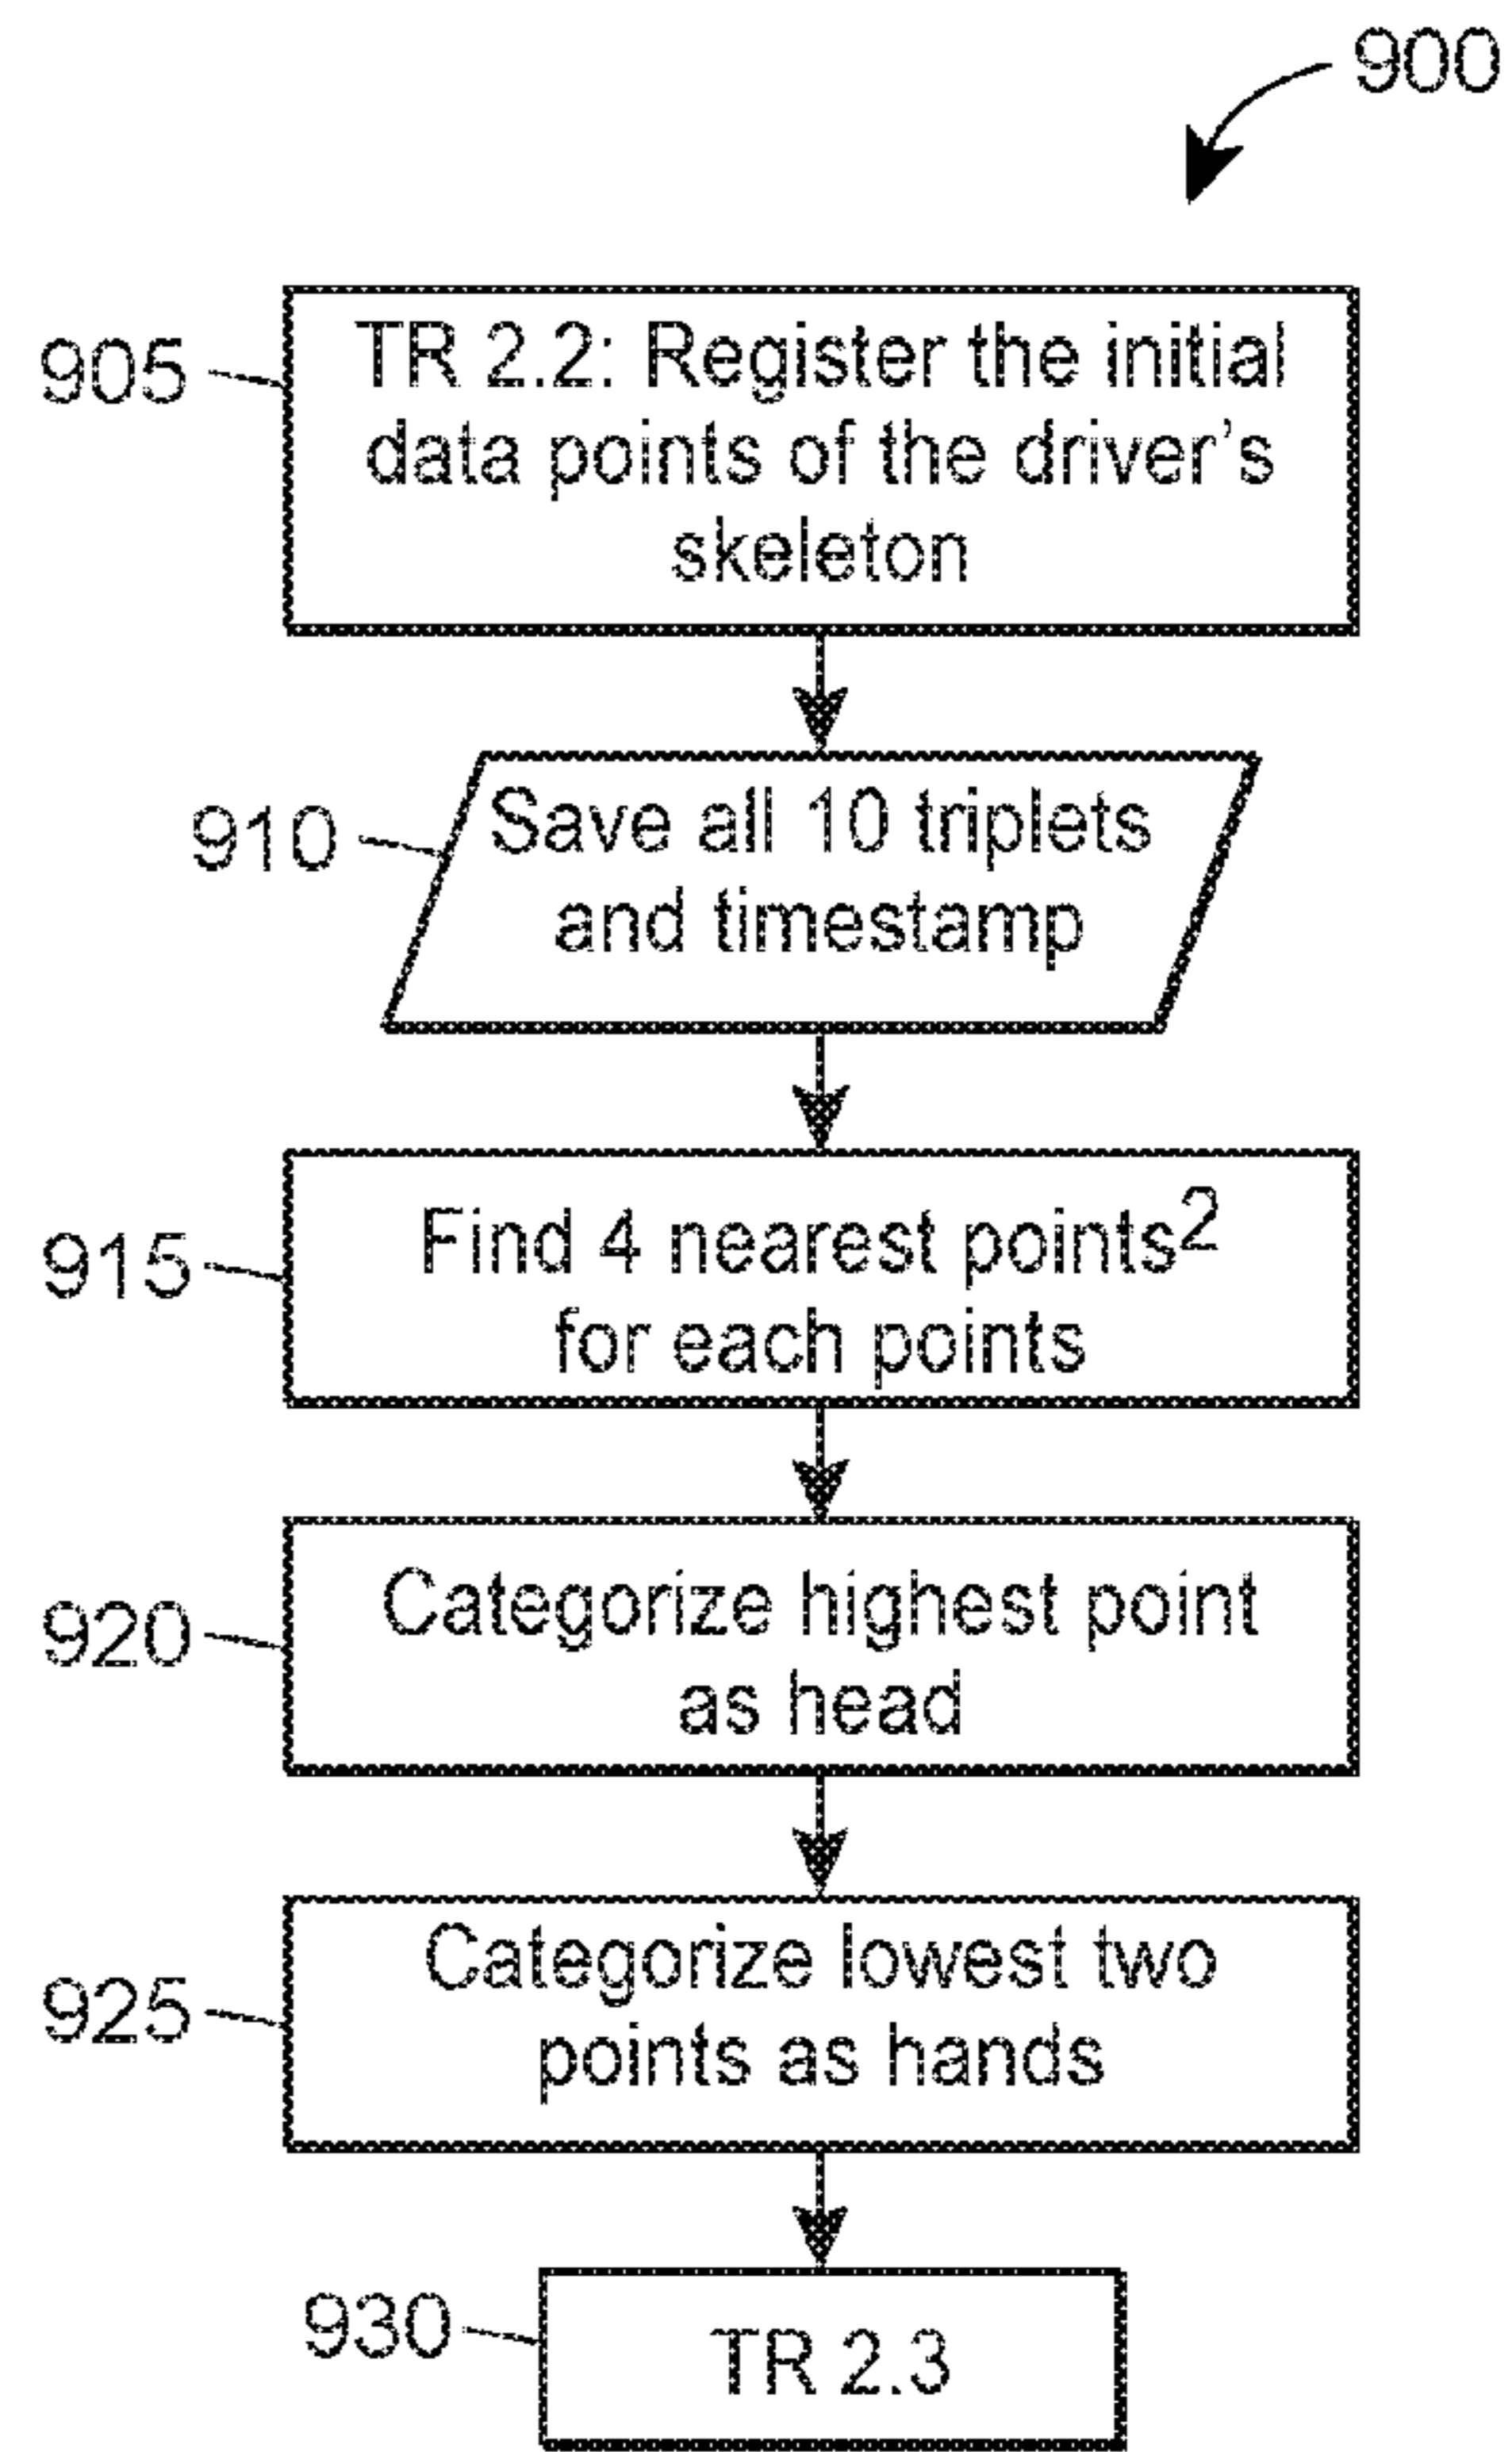 900
905
TR 2.2: Register the initial
data points of the driver's
skeleton
910
Save all 10 triplets
and timestamp
915
Find 4 nearest points²
for each points
920
Categorize highest point
as head
925
Categorize lowest two
points as hands
930
TR 2.3